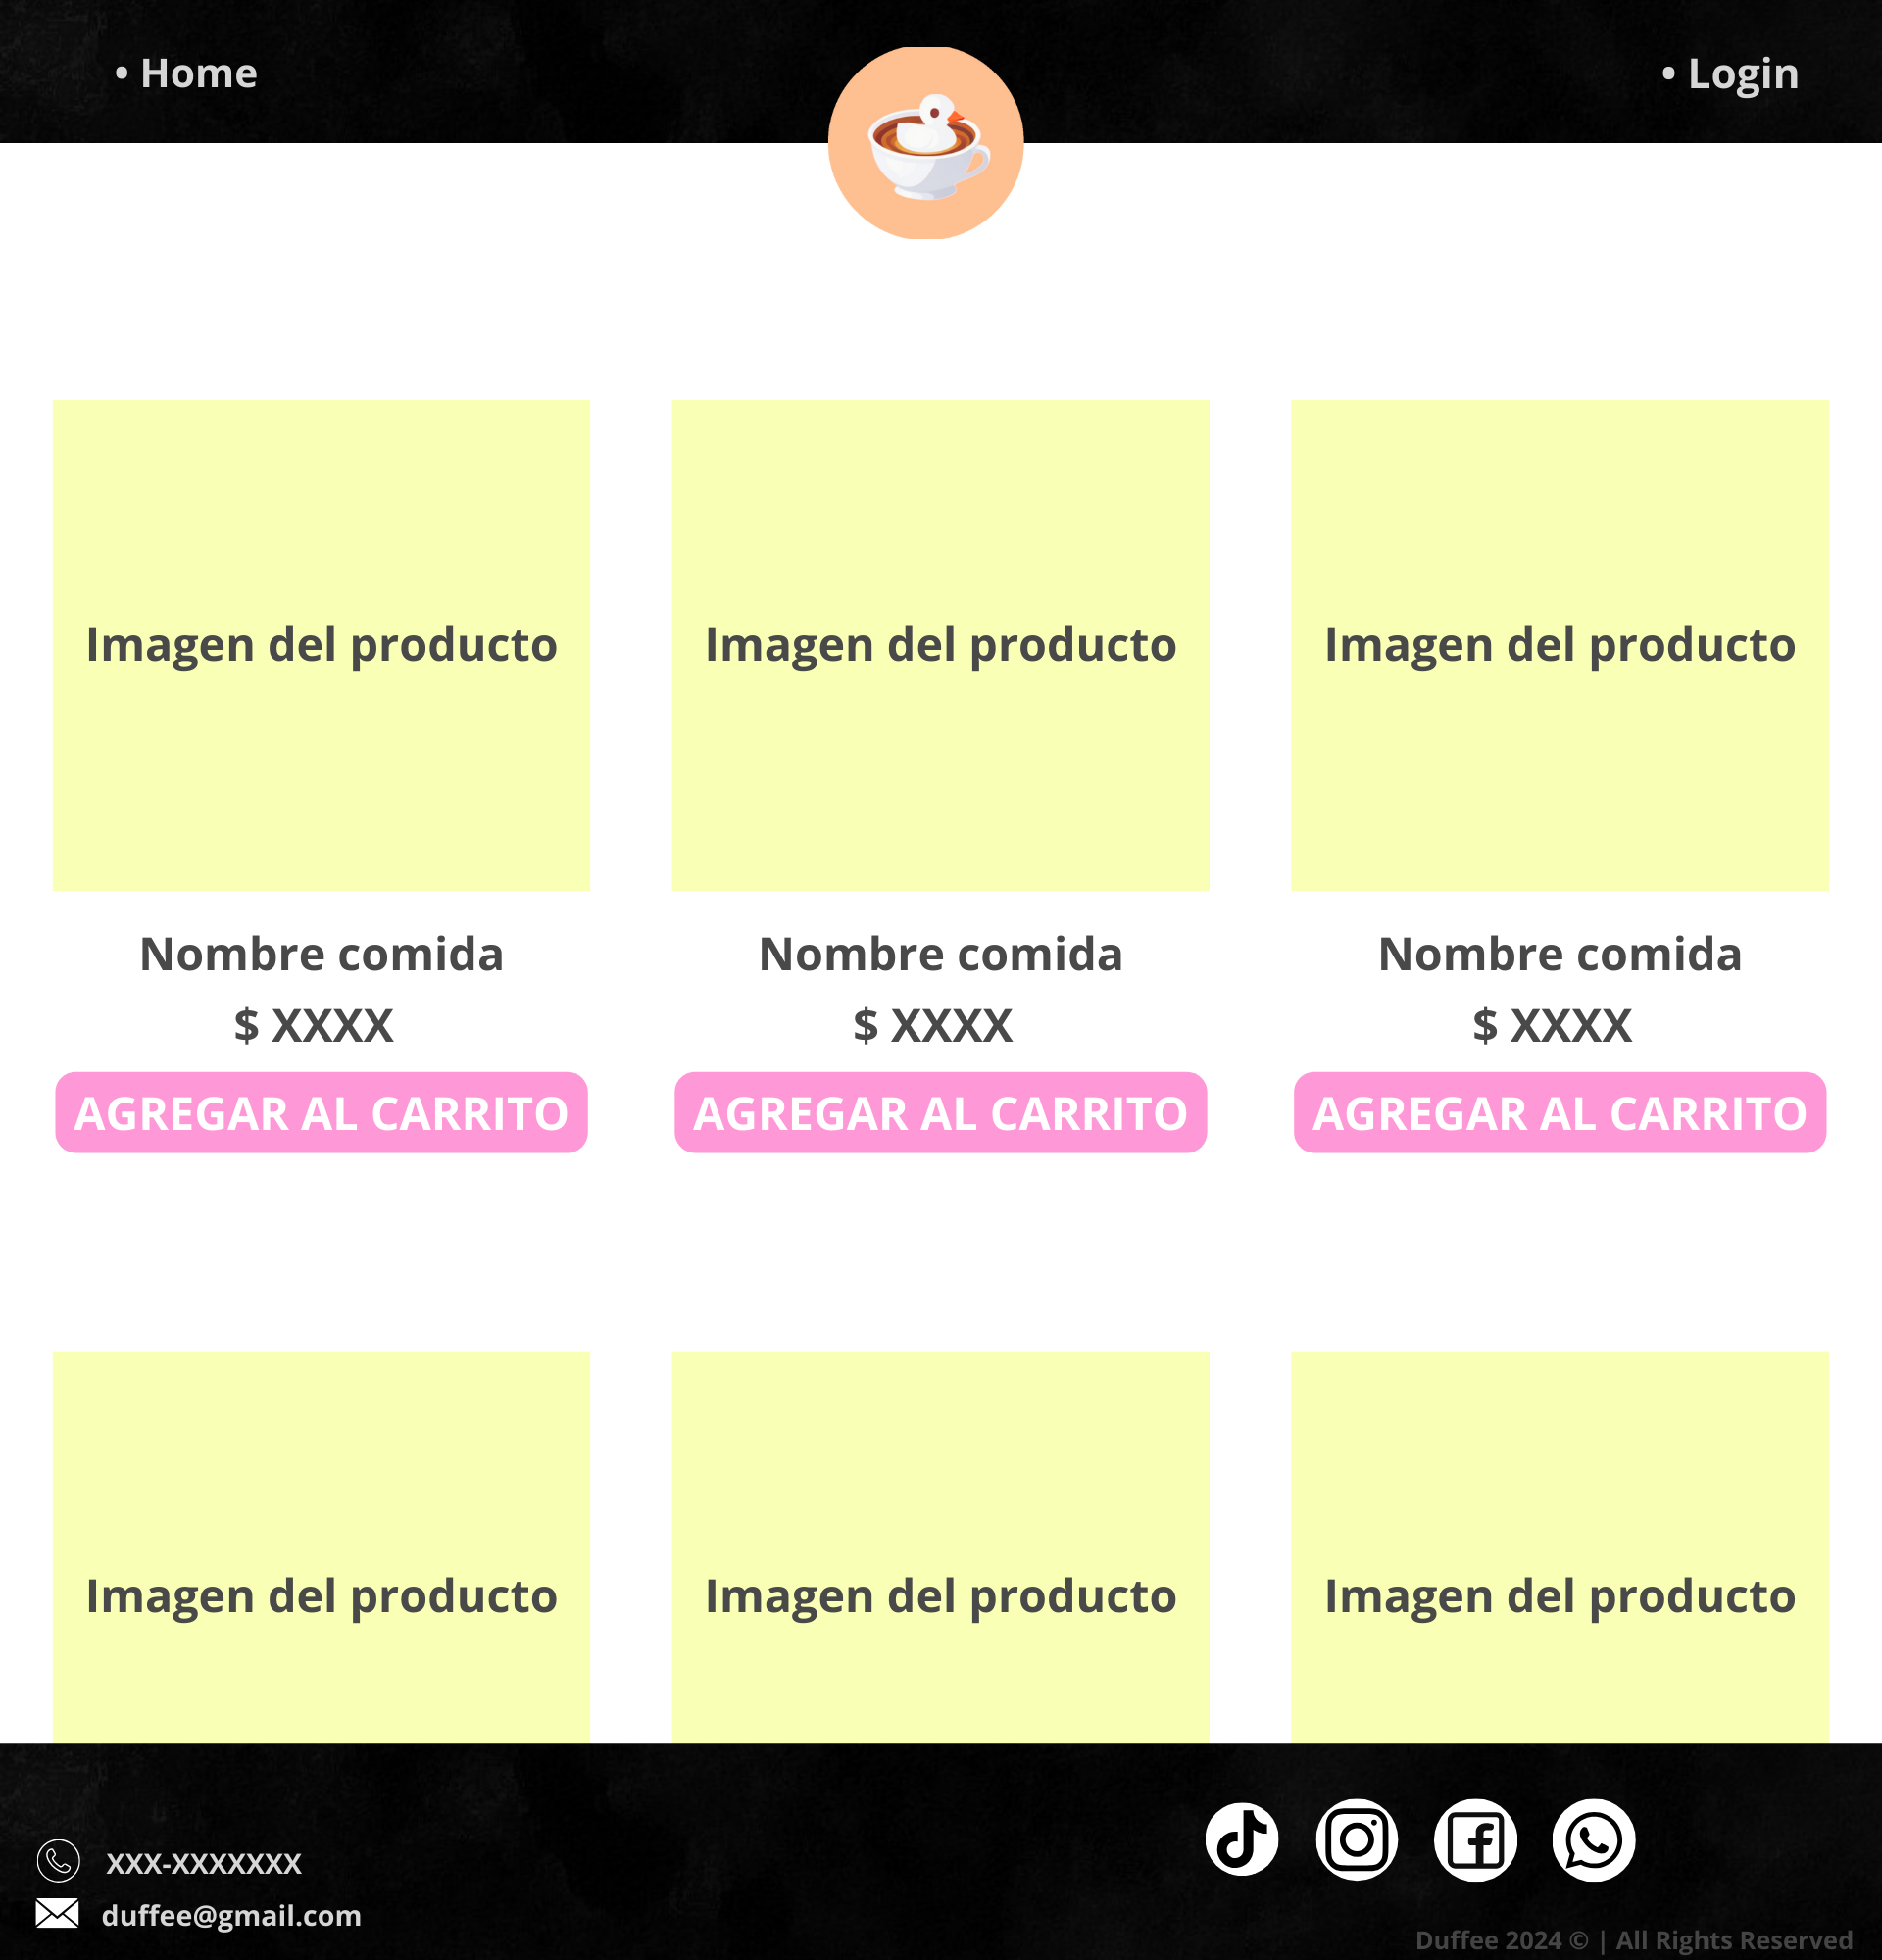 • Home
• Login
Imagen del producto
Imagen del producto
Imagen del producto
Nombre comida
Nombre comida
Nombre comida
$ XXXX
$ XXXX
$ XXXX
AGREGAR AL CARRITO
AGREGAR AL CARRITO
AGREGAR AL CARRITO
Imagen del producto
Imagen del producto
Imagen del producto
XXX-XXXXXXX
duffee@gmail.com
Duffee 2024 © | All Rights Reserved